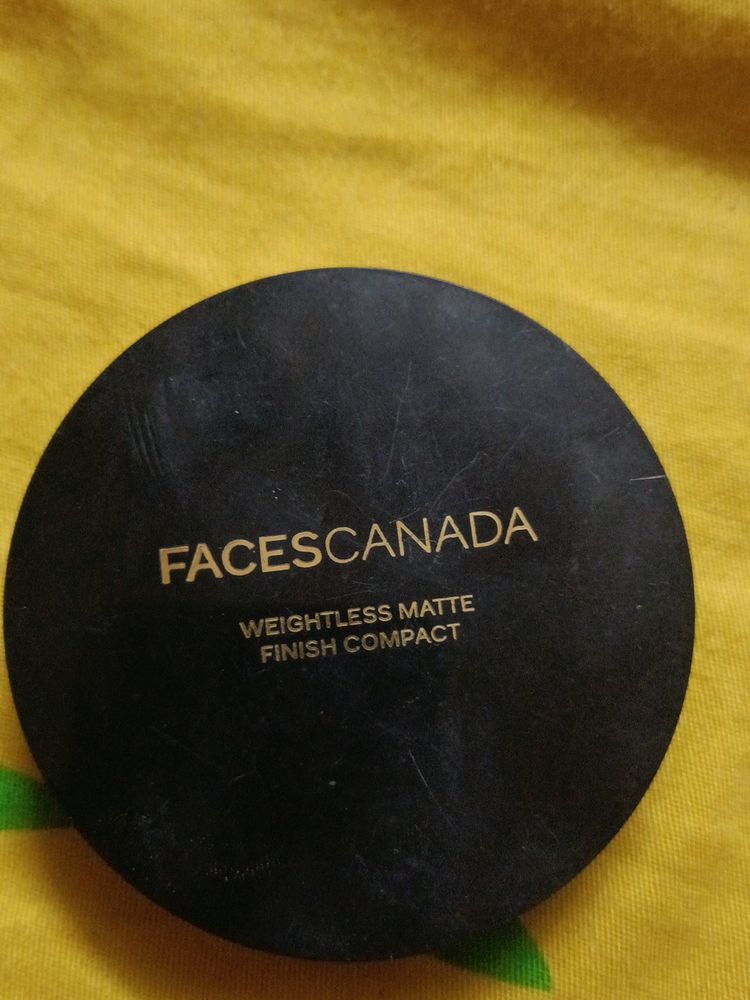 FACESCANADA
WEIGHTLESS MATTE
FINISH COMPACT